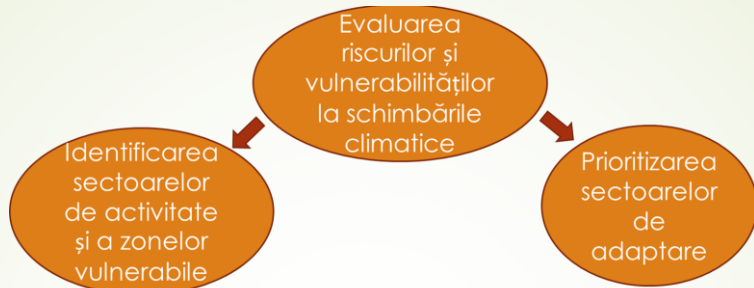 Evaluarea
riscurilor și
vulnerabilităților
la schimbările
climatice
Identificarea
sectoarelor
de activitate
și a zonelor
vulnerabile
Prioritizarea
sectoarelor
de
adaptare